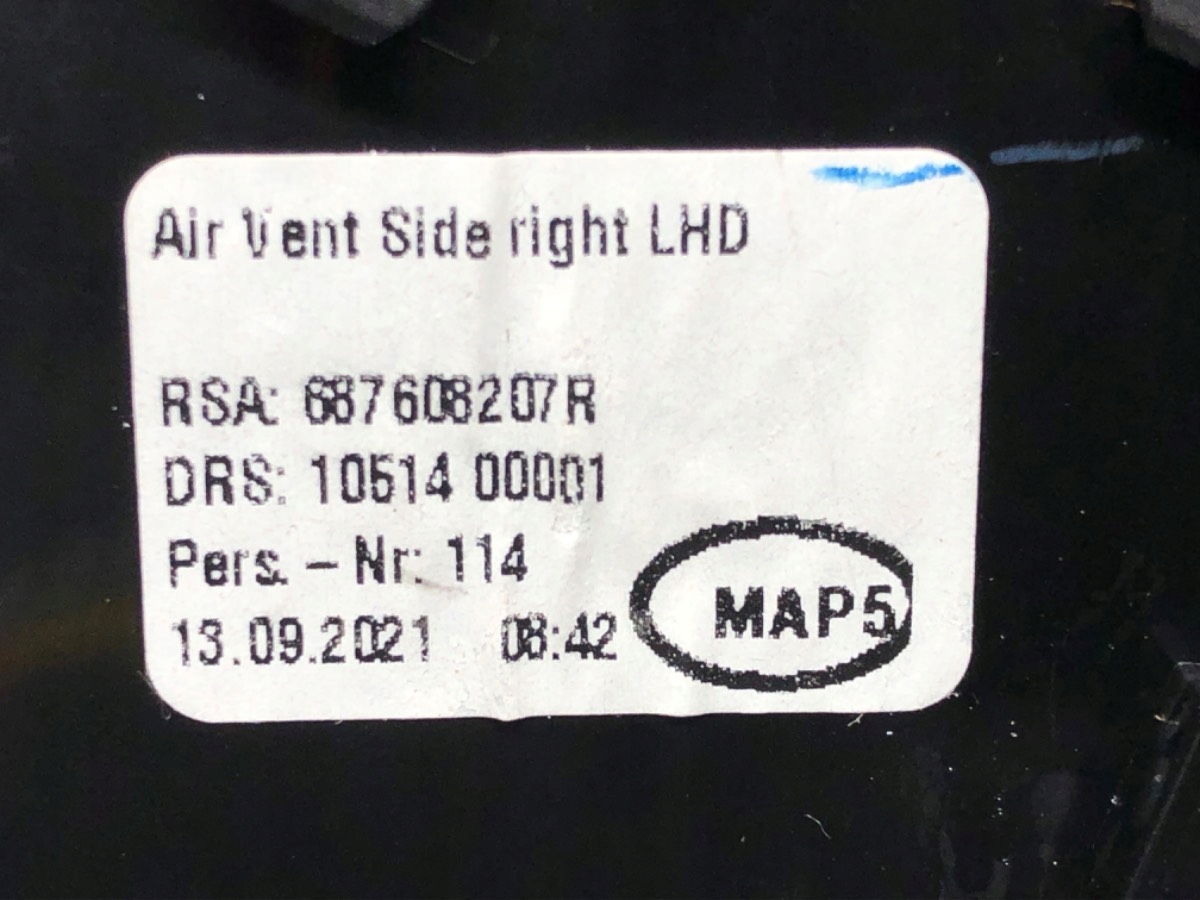 Air Vent Side right LHD
RSA: 687608207R
DRS: 10514 00001
Pers. – Nr: 114
13.09.2021 08:42
MAP5